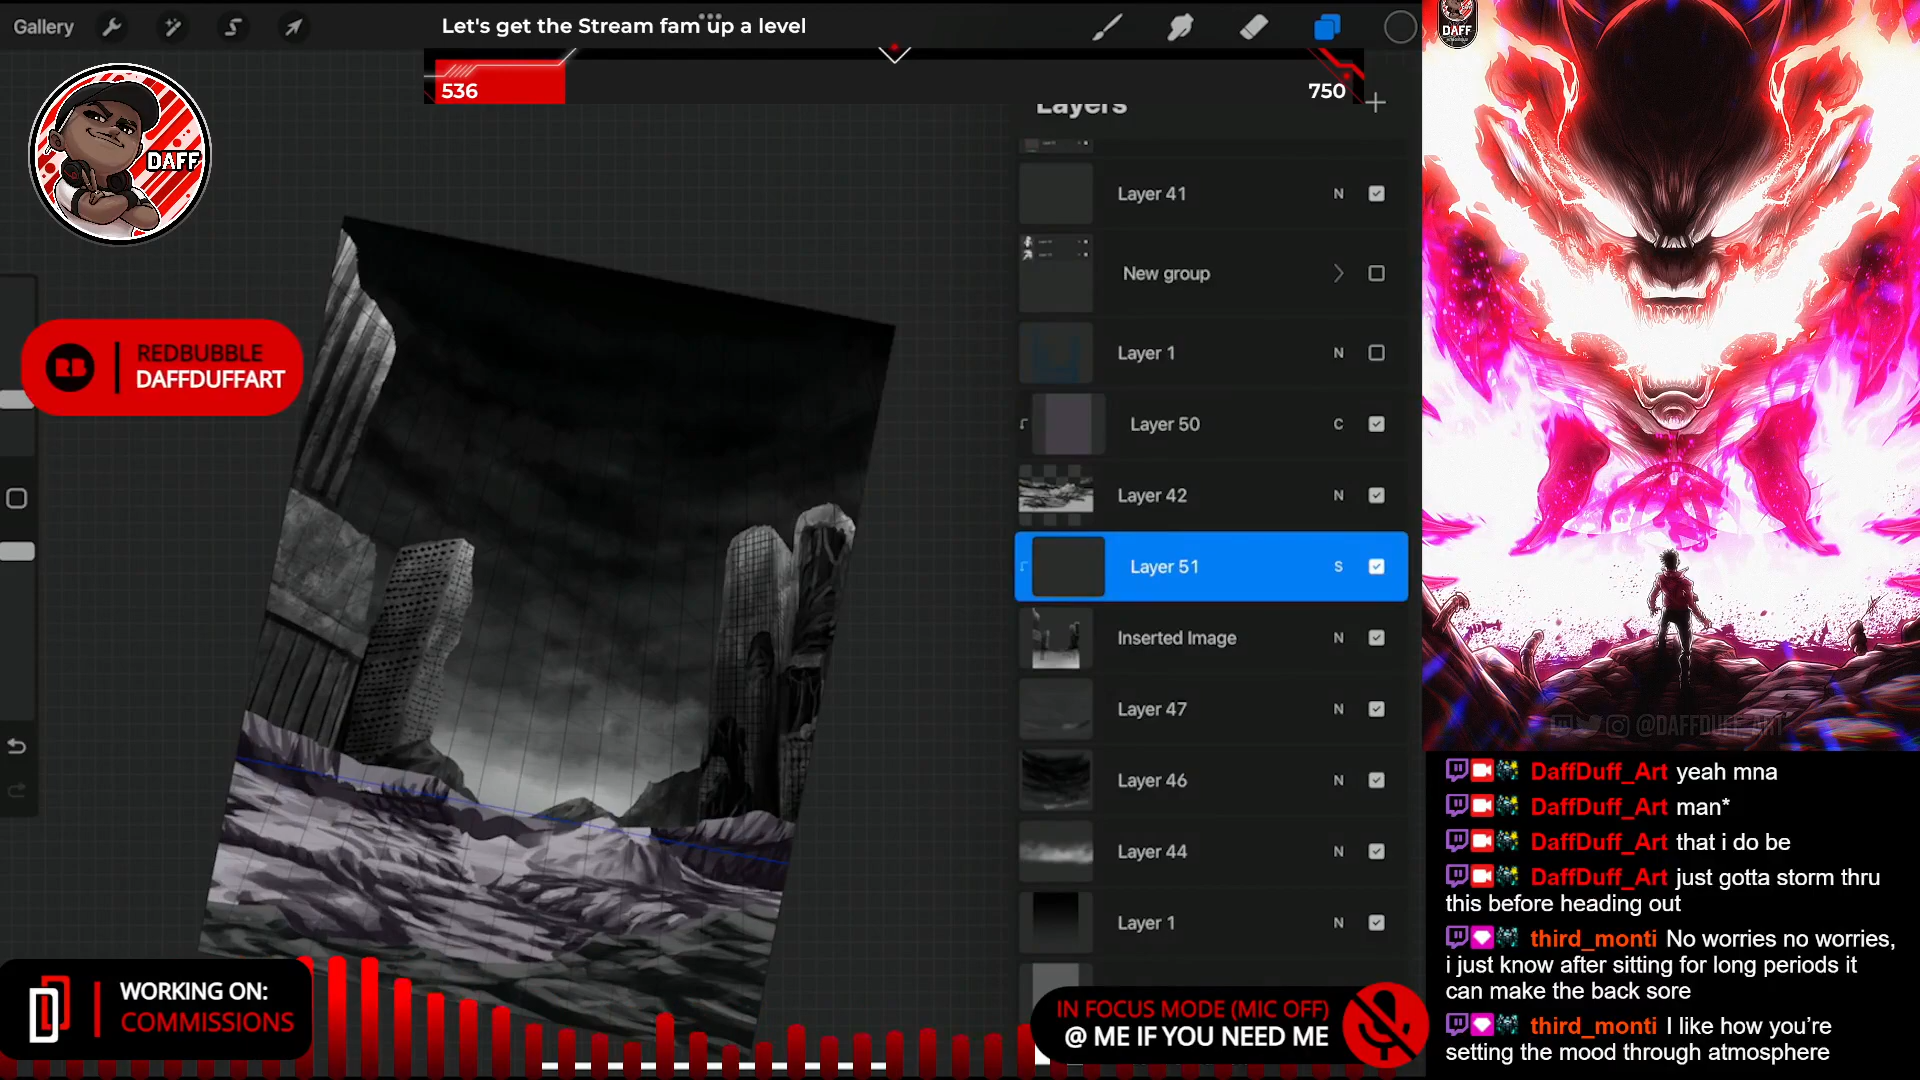 Gallery
Let's get the Stream fam up a level
536
750
DAFF
DAFF
Layers
Layer 41
N
New group
Layer 1
N
Layer 50
C
Layer 42
N
Layer 51
S
Inserted Image
N
Layer 47
N
Layer 46
N
Layer 44
N
Layer 1
N
RB
REDBUBBLE
DAFFDUFFART
WORKING ON:
COMMISSIONS
IN FOCUS MODE (MIC OFF)
@ ME IF YOU NEED ME
@DAFFDUFF_ART
DaffDuff_Art yeah mna
DaffDuff_Art man*
DaffDuff_Art that i do be
DaffDuff_Art just gotta storm thru
this before heading out
third_monti No worries no worries,
i just know after sitting for long periods it
can make the back sore
third_monti I like how you're
setting the mood through atmosphere